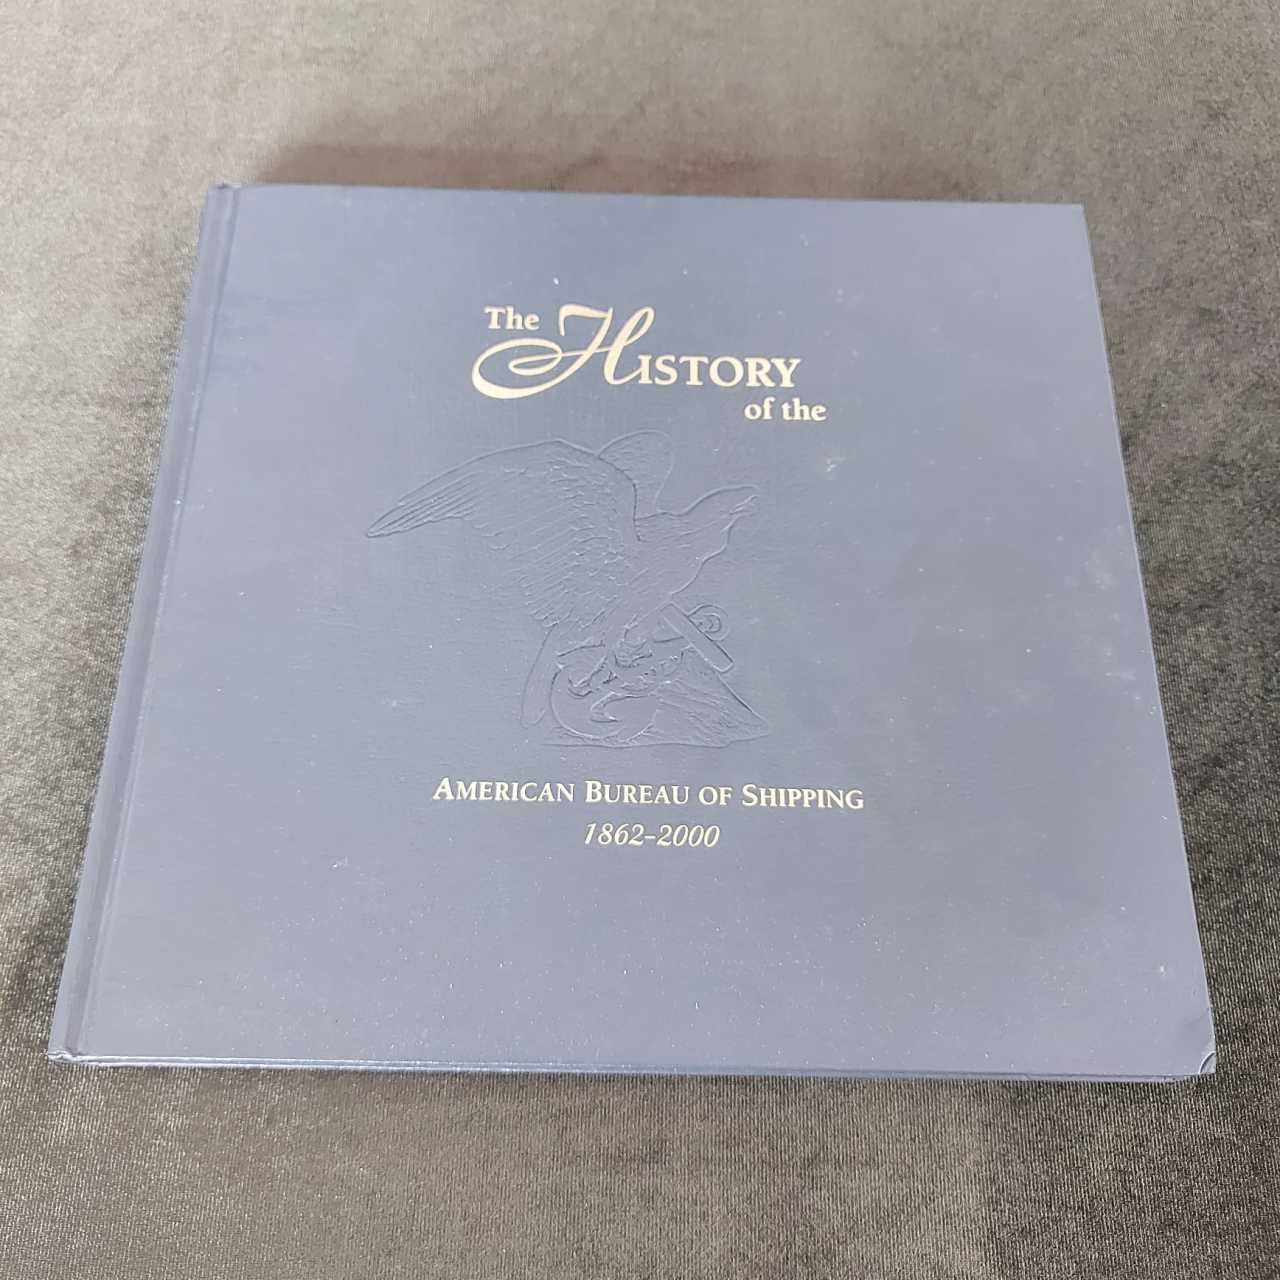 The
HISTORY
of the
AMERICAN BUREAU OF SHIPPING
1862-2000